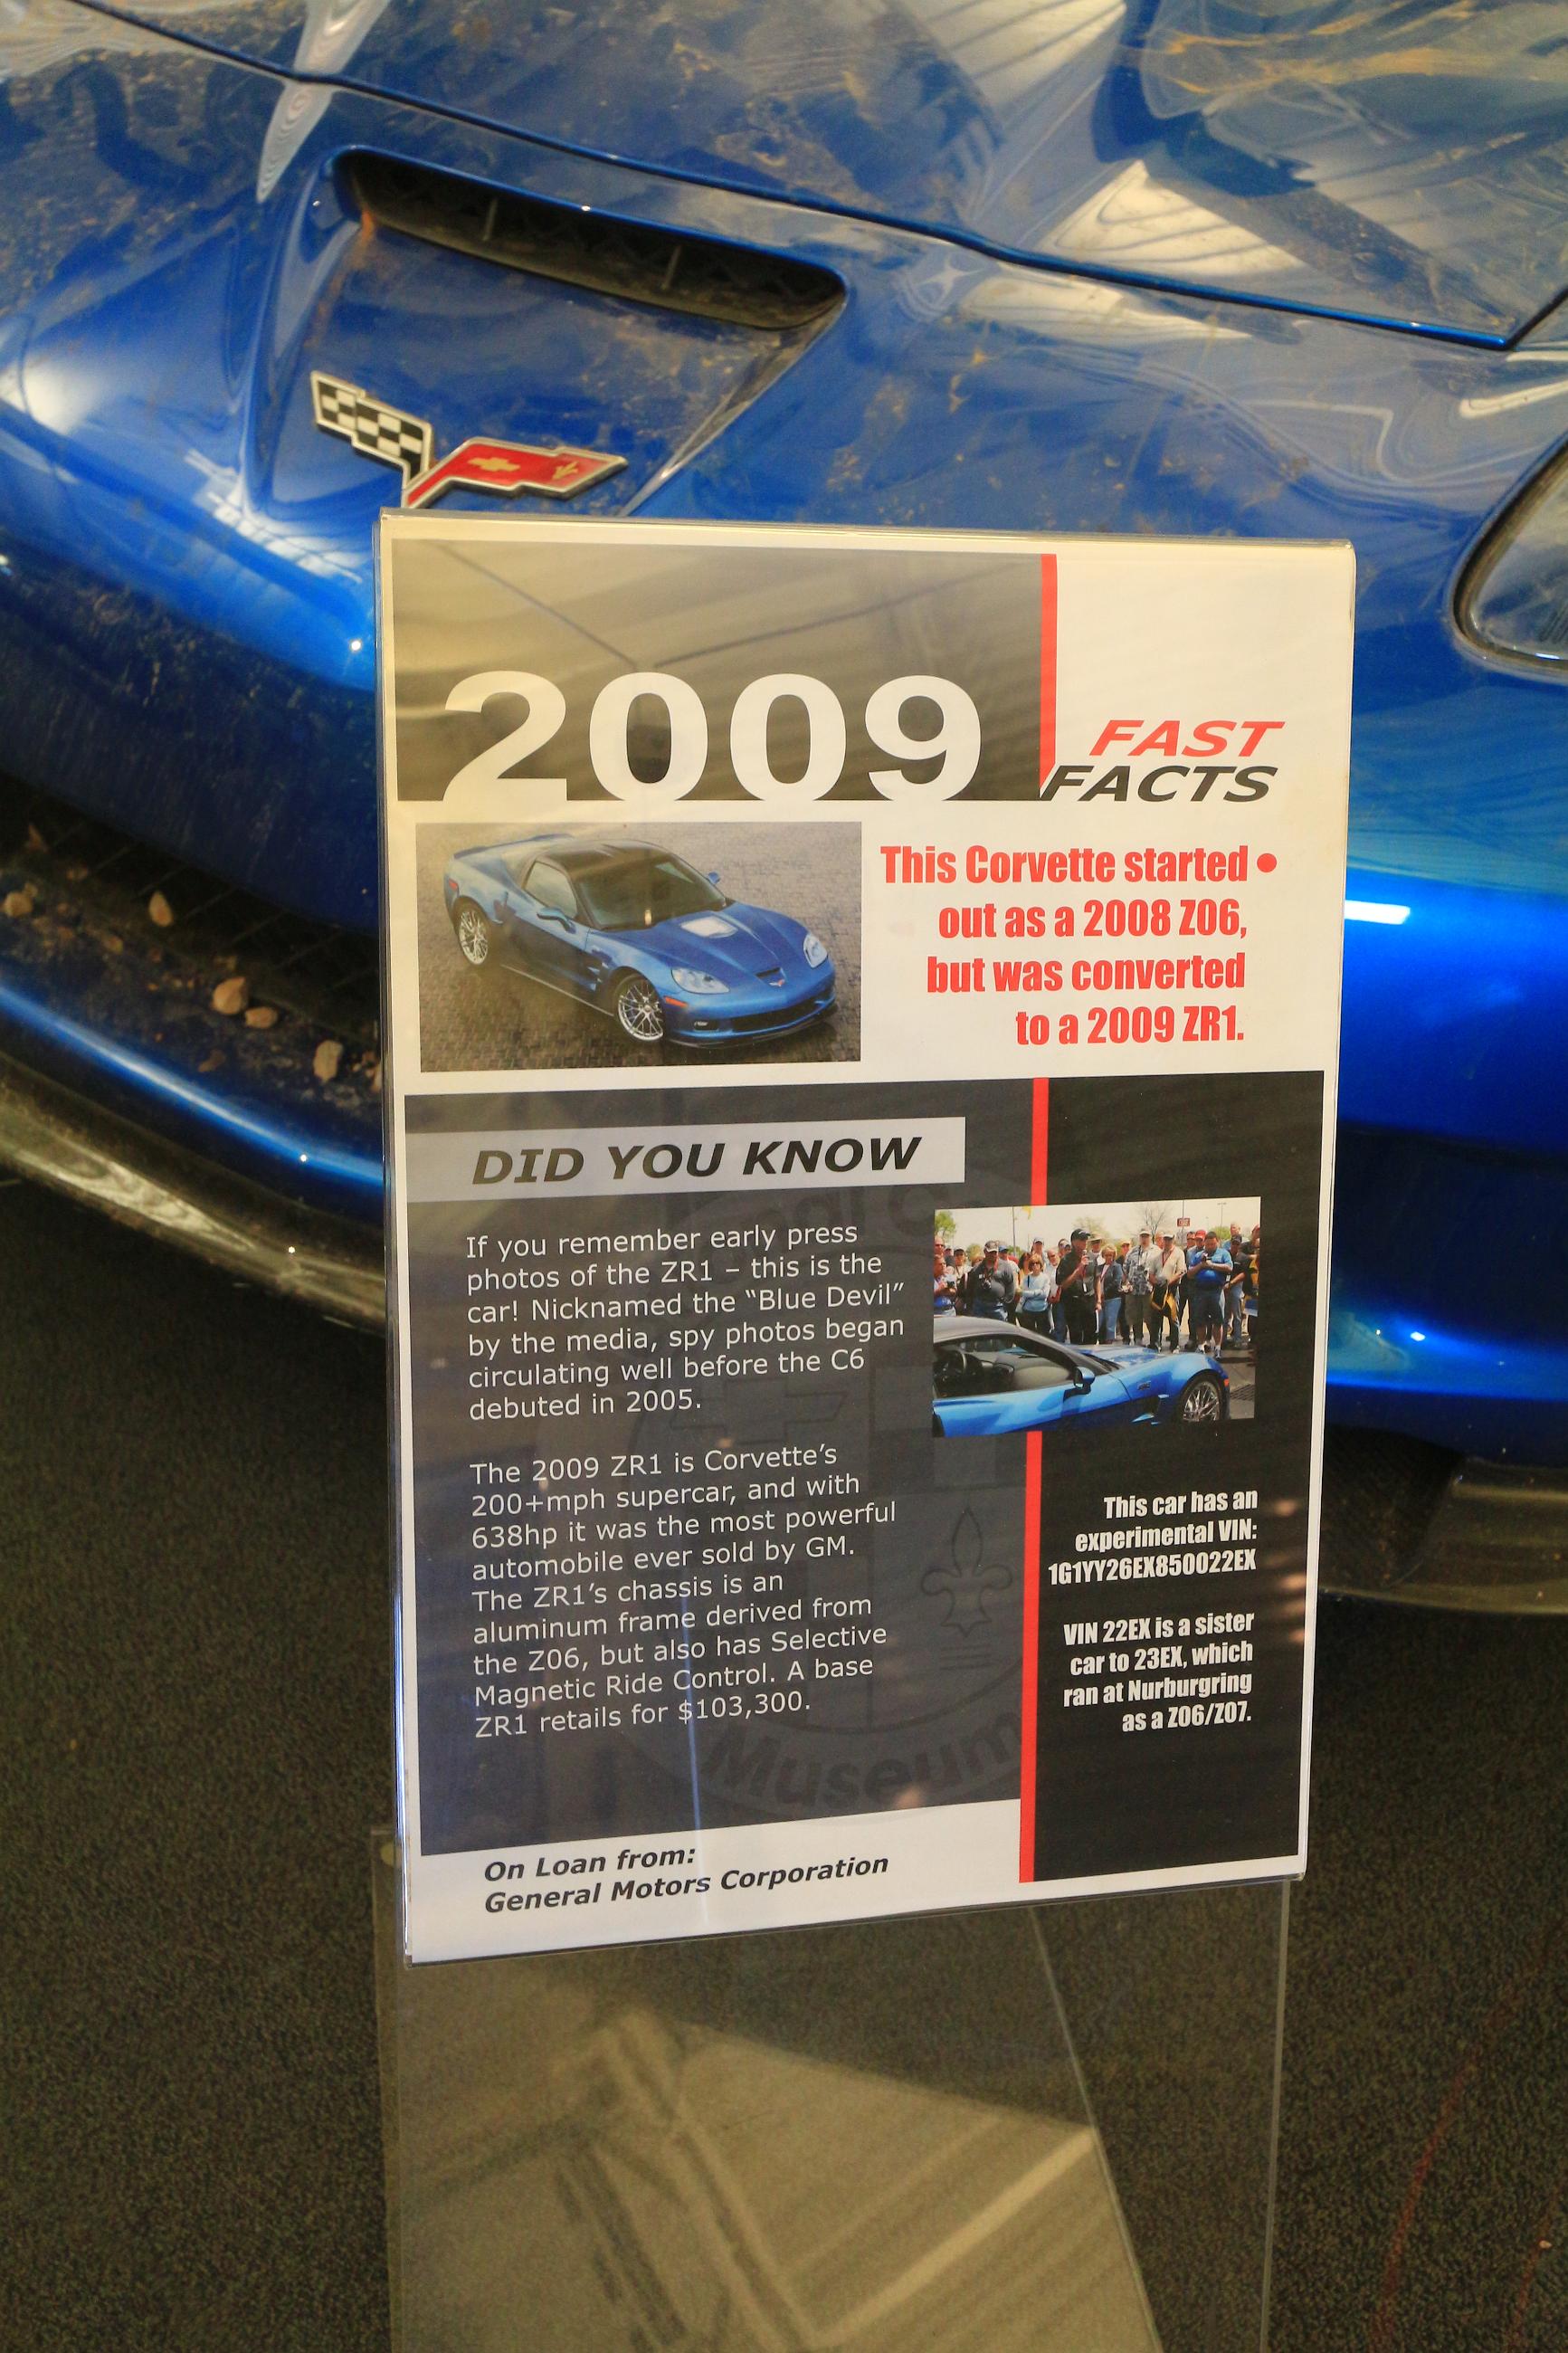 2009
FAST
FACTS
This Corvette started •
out as a 2008 Z06,
but was converted
to a 2009 ZR1.
DID YOU KNOW
If you remember early press
photos of the ZR1 – this is the
car! Nicknamed the “Blue Devil”
by the media, spy photos began
circulating well before the C6
debuted in 2005.
The 2009 ZR1 is Corvette’s
200+mph supercar, and with
638hp it was the most powerful
automobile ever sold by GM.
The ZR1’s chassis is an
aluminum frame derived from
the Z06, but also has Selective
Magnetic Ride Control. A base
ZR1 retails for $103,300.
This car has an
experimental VIN:
1G1YY26EX850022EX
VIN 22EX is a sister
car to 23EX, which
ran at Nurburgring
as a Z06/Z07.
Museum
On Loan from:
General Motors Corporation